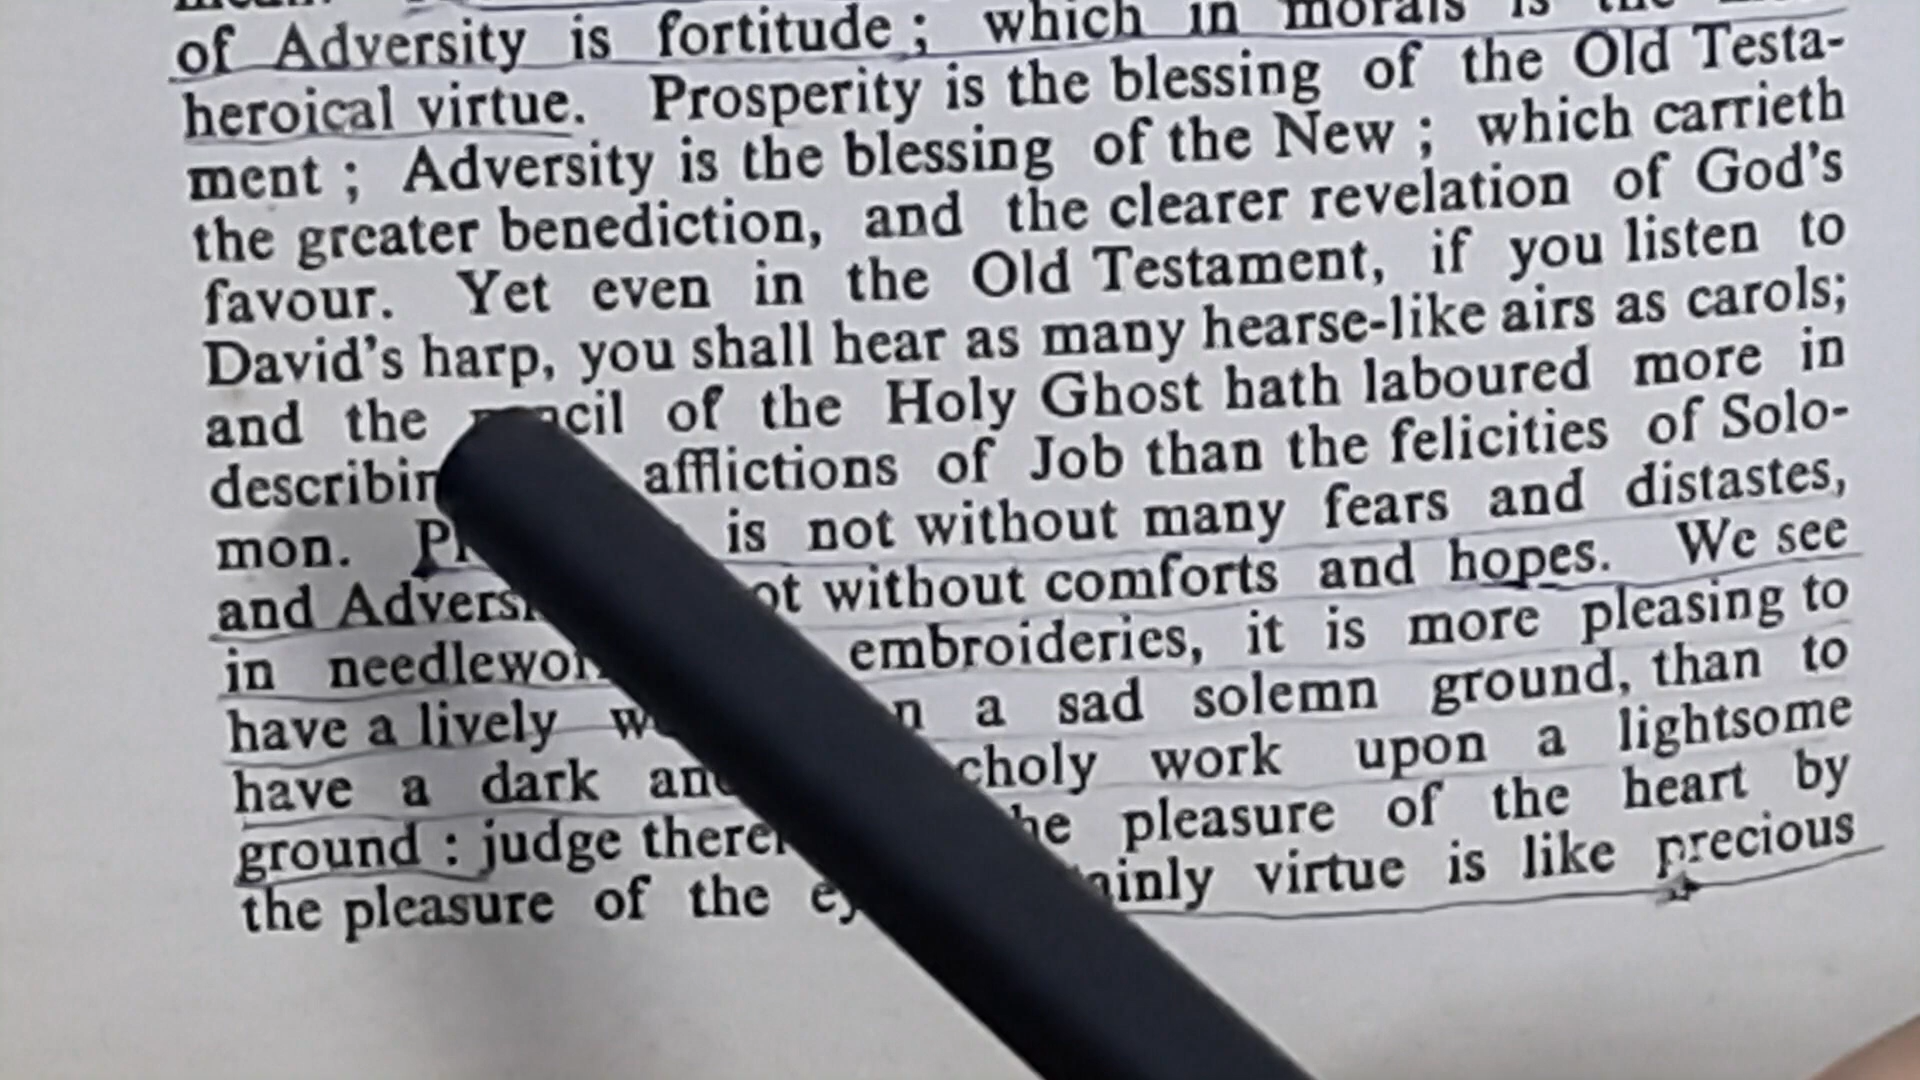 of Adversity is fortitude ; which in morals is the
heroical virtue. Prosperity is the blessing of the Old Testa-
ment ; Adversity is the blessing of the New ; which carrieth
the greater benediction, and the clearer revelation of God's
favour. Yet even in the Old Testament, if you listen to
David's harp, you shall hear as many hearse-like airs as carols;
and the pencil of the Holy Ghost hath laboured more in
afflictions of Job than the felicities of Solo-
mon. is not without many fears and distastes,
and without comforts and hopes. We see
in embroideries, it is more pleasing to
have a lively a sad solemn ground, than to
have a dark work upon a lightsome
ground : judge pleasure of the heart by
the pleasure of the virtue is like precious